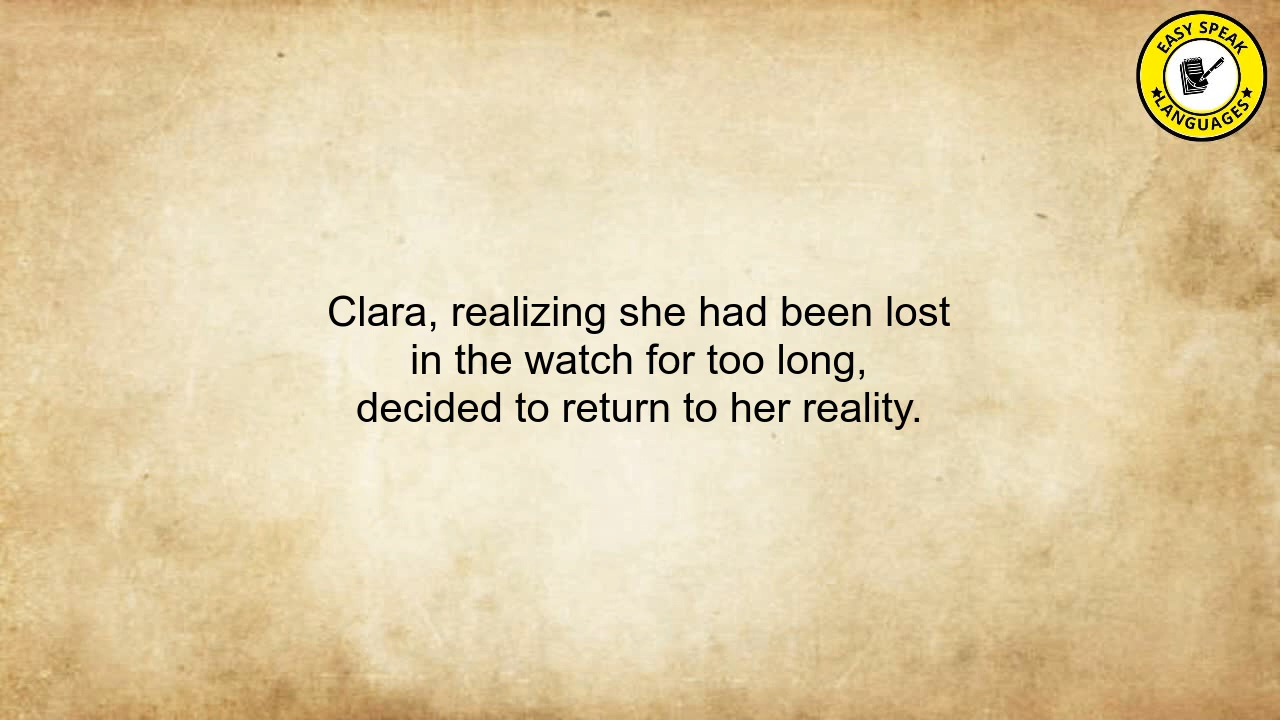 EASY SPEAK
LANGUAGES
Clara, realizing she had been lost
in the watch for too long,
decided to return to her reality.